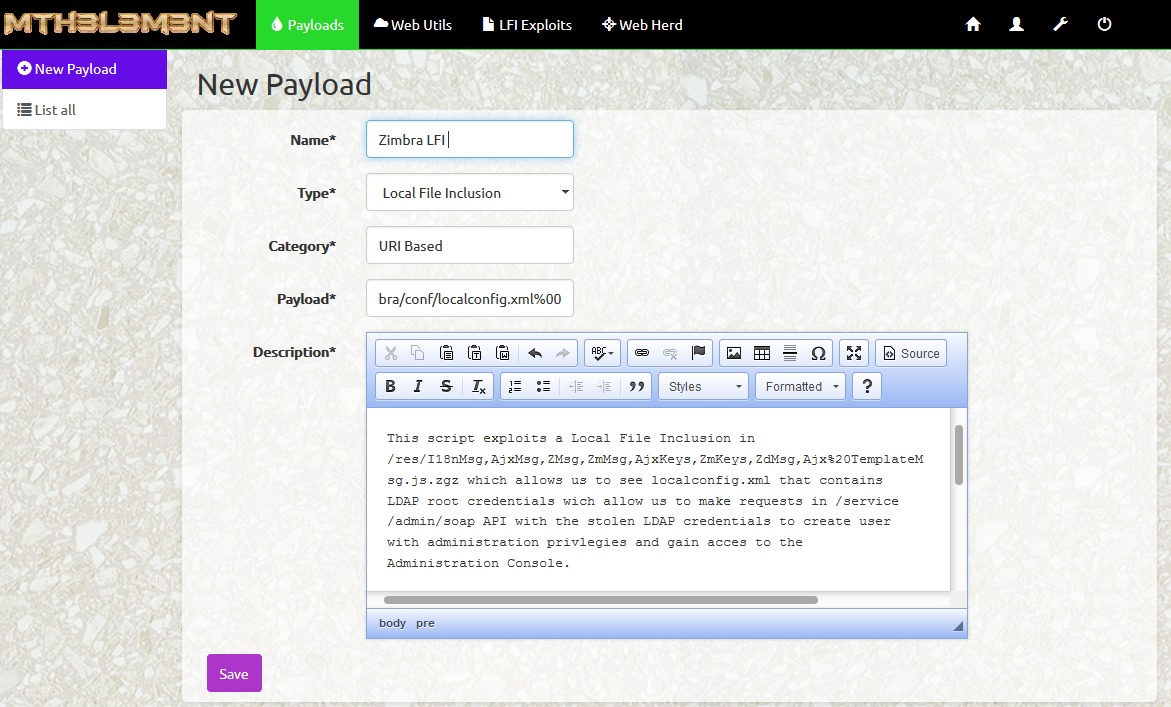 MTH3L3M3NT
Payloads
Web Utils
LFI Exploits
Web Herd
New Payload
List all
New Payload
Name*
Zimbra LFI
Type*
Local File Inclusion
Category*
URI Based
Payload*
bra/conf/localconfig.xml%00
Description*
ABC
Source
B I S Tx
Styles
Formatted
?
This script exploits a Local File Inclusion in
/res/I18nMsg,AjxMsg,ZMsg,ZmMsg,AjxKeys,ZmKeys,ZdMsg,Ajx%20TemplateM
sg.js.zgz which allows us to see localconfig.xml that contains
LDAP root credentials wich allow us to make requests in /service
/admin/soap API with the stolen LDAP credentials to create user
with administration privlegies and gain acces to the
Administration Console.
body pre
Save